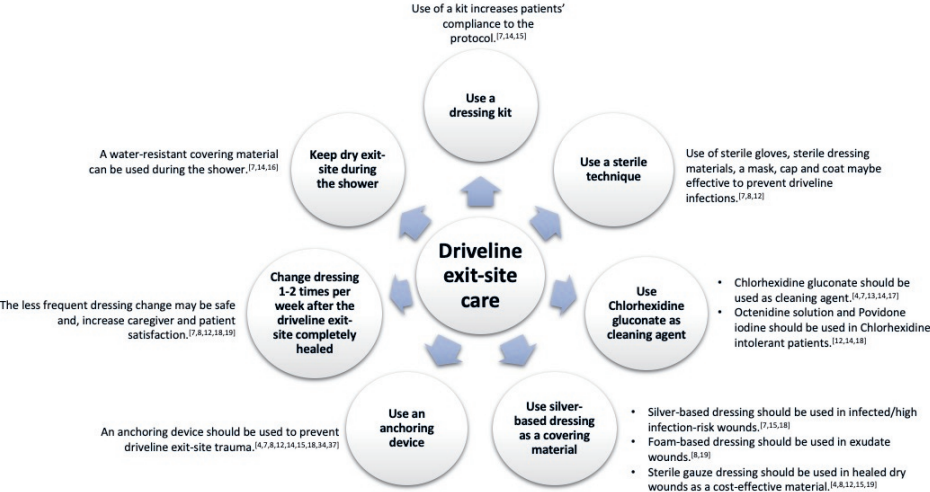 Use of a kit increases patients’
compliance to the
protocol.[7,14,15]
Use a
dressing kit
Use a sterile
technique
Use of sterile gloves, sterile dressing
materials, a mask, cap and coat maybe
effective to prevent driveline
infections.[7,8,12]
Use
Chlorhexidine
gluconate as
cleaning agent
• Chlorhexidine gluconate should be
used as cleaning agent.[4,7,13,14,17]
• Octenidine solution and Povidone
iodine should be used in Chlorhexidine
intolerant patients.[12,14,18]
Use silver-
based dressing
as a covering
material
• Silver-based dressing should be used in infected/high
infection-risk wounds.[7,15,18]
• Foam-based dressing should be used in exudate
wounds.[8,19]
• Sterile gauze dressing should be used in healed dry
wounds as a cost-effective material.[4,8,12,15,19]
Use an
anchoring
device
An anchoring device should be used to prevent
driveline exit-site trauma.[4,7,8,12,14,15,18,34,37]
Change dressing
1-2 times per
week after the
driveline exit-
site completely
healed
The less frequent dressing change may be safe
and, increase caregiver and patient
satisfaction.[7,8,12,18,19]
Keep dry exit-
site during
the shower
A water-resistant covering material
can be used during the shower.[7,14,16]
Driveline
exit-site
care